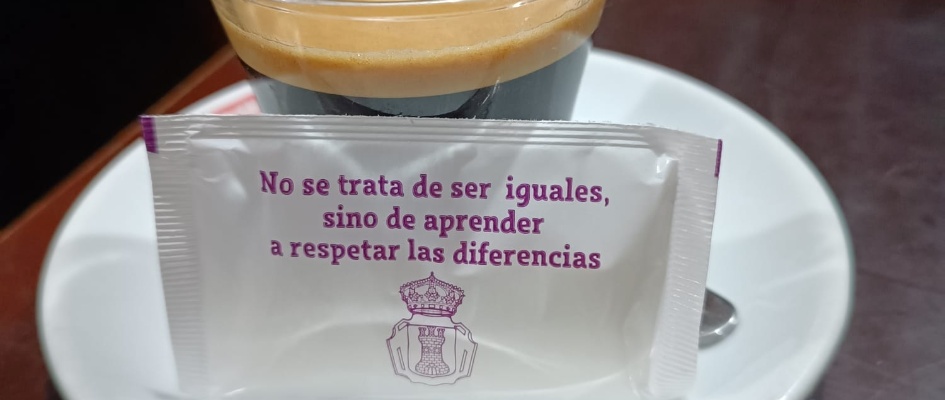 No se trata de ser iguales,
sino de aprender
a respetar las diferencias